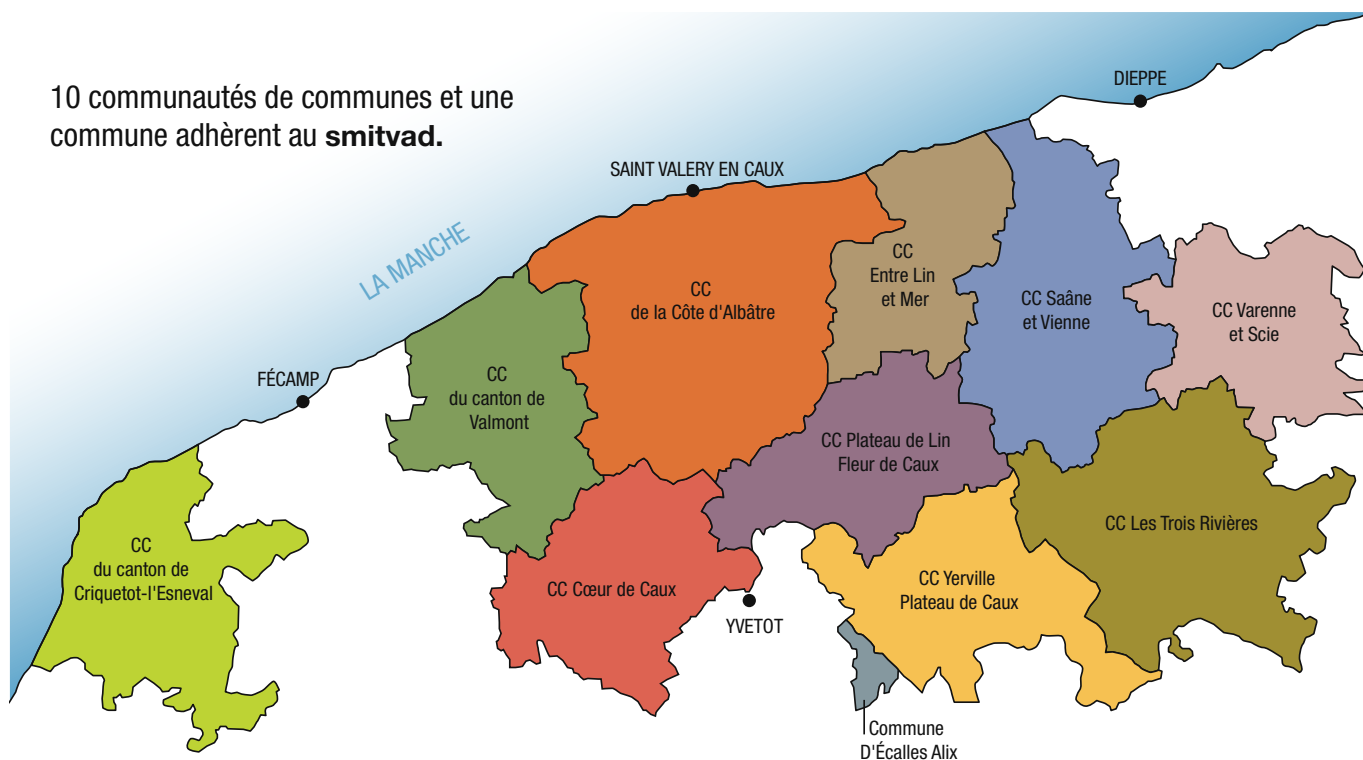 10 communautés de communes et une
commune adhèrent au smitvad.
DIEPPE
SAINT VALERY EN CAUX
LA MANCHE
FÉCAMP
CC
Entre Lin
et Mer
CC
de la Côte d'Albâtre
CC Saâne
et Vienne
CC Varenne
et Scie
CC
du canton de
Valmont
CC Plateau de Lin
Fleur de Caux
CC Les Trois Rivières
CC
du canton de
Criquetot-l'Esneval
CC Cœur de Caux
CC Yerville
Plateau de Caux
YVETOT
Commune
D'Écalles Alix